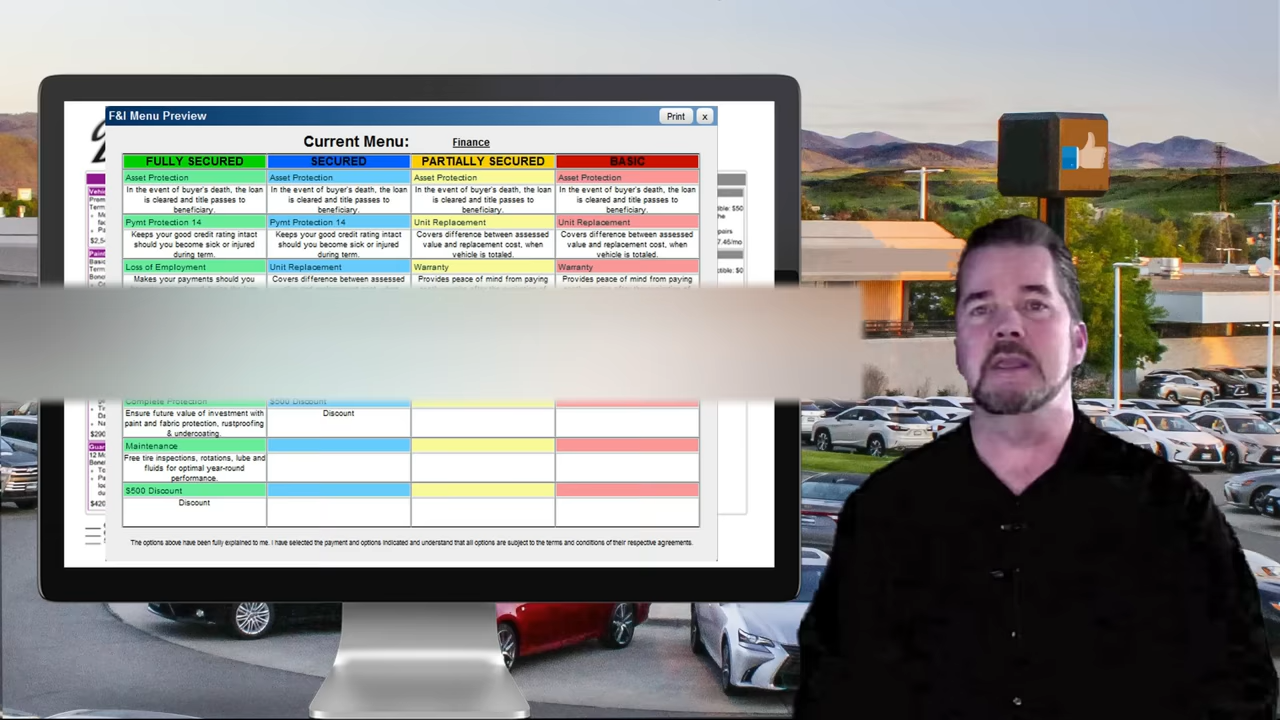 F&I Menu Preview
Print
x
Current Menu: Finance
FULLY SECURED SECURED PARTIALLY SECURED BASIC
Asset Protection Asset Protection Asset Protection Asset Protection
In the event of buyer's death, the loan In the event of buyer's death, the loan In the event of buyer's death, the loan In the event of buyer's death, the loan
is cleared and title passes to is cleared and title passes to is cleared and title passes to is cleared and title passes to
beneficiary. beneficiary. beneficiary. beneficiary.
Pymt Protection 14 Pymt Protection 14 Unit Replacement Unit Replacement
Keeps your good credit rating intact Keeps your good credit rating intact Covers difference between assessed Covers difference between assessed
should you become sick or injured should you become sick or injured value and replacement cost, when value and replacement cost, when
during term. during term. vehicle is totaled. vehicle is totaled.
Loss of Employment Unit Replacement Warranty Warranty
Makes your payments should you Covers difference between assessed Provides peace of mind from paying Provides peace of mind from paying
Complete Protection $500 Discount
Ensure future value of investment with Discount
paint and fabric protection, rustproofing
& undercoating.
Maintenance
Free tire inspections, rotations, lube and
fluids for optimal year-round
performance.
$500 Discount
Discount
The options above have been fully explained to me. I have selected the payment and options indicated and understand that all options are subject to the terms and conditions of their respective agreements.